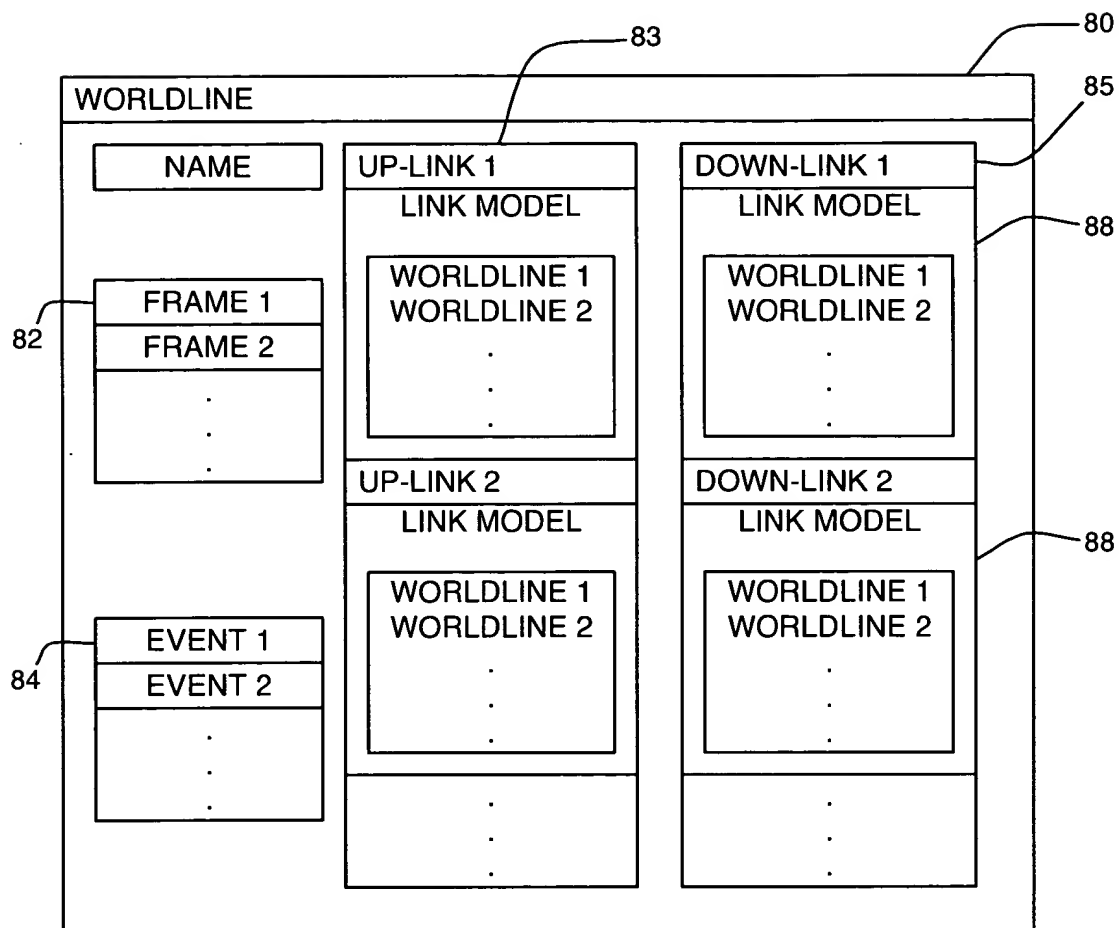 83
80
WORLDLINE
85
NAME
UP-LINK 1
DOWN-LINK 1
LINK MODEL
LINK MODEL
88
WORLDLINE 1
WORLDLINE 2
WORLDLINE 1
WORLDLINE 2
82
FRAME 1
FRAME 2
UP-LINK 2
DOWN-LINK 2
LINK MODEL
LINK MODEL
88
WORLDLINE 1
WORLDLINE 2
WORLDLINE 1
WORLDLINE 2
84
EVENT 1
EVENT 2